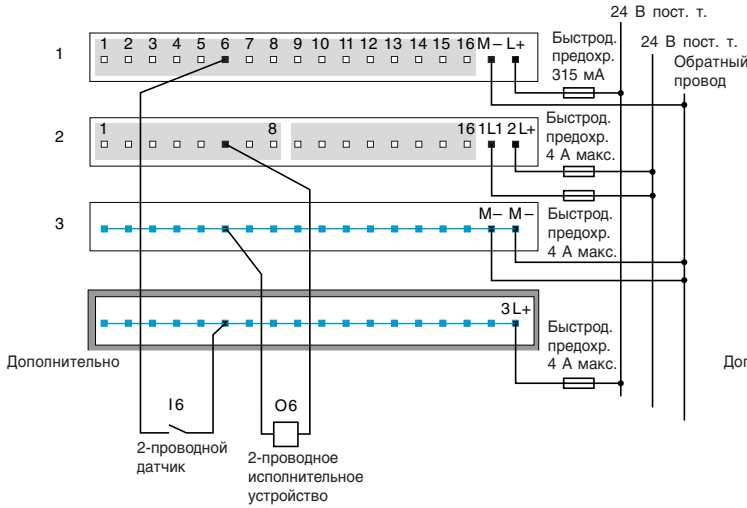 24 В пост. т.
24 В пост. т.
Обратный
провод
1
1 2 3 4 5 6 7 8 9 10 11 12 13 14 15 16 M– L+
Быстрод.
предохр.
315 мА
2
1 8 16 1L1 2L+
Быстрод.
предохр.
4 А макс.
3
M– M–
Быстрод.
предохр.
4 А макс.
3L+
Быстрод.
предохр.
4 А макс.
Дополнительно
Доп
I6
O6
2-проводной
датчик
2-проводное
исполнительное
устройство